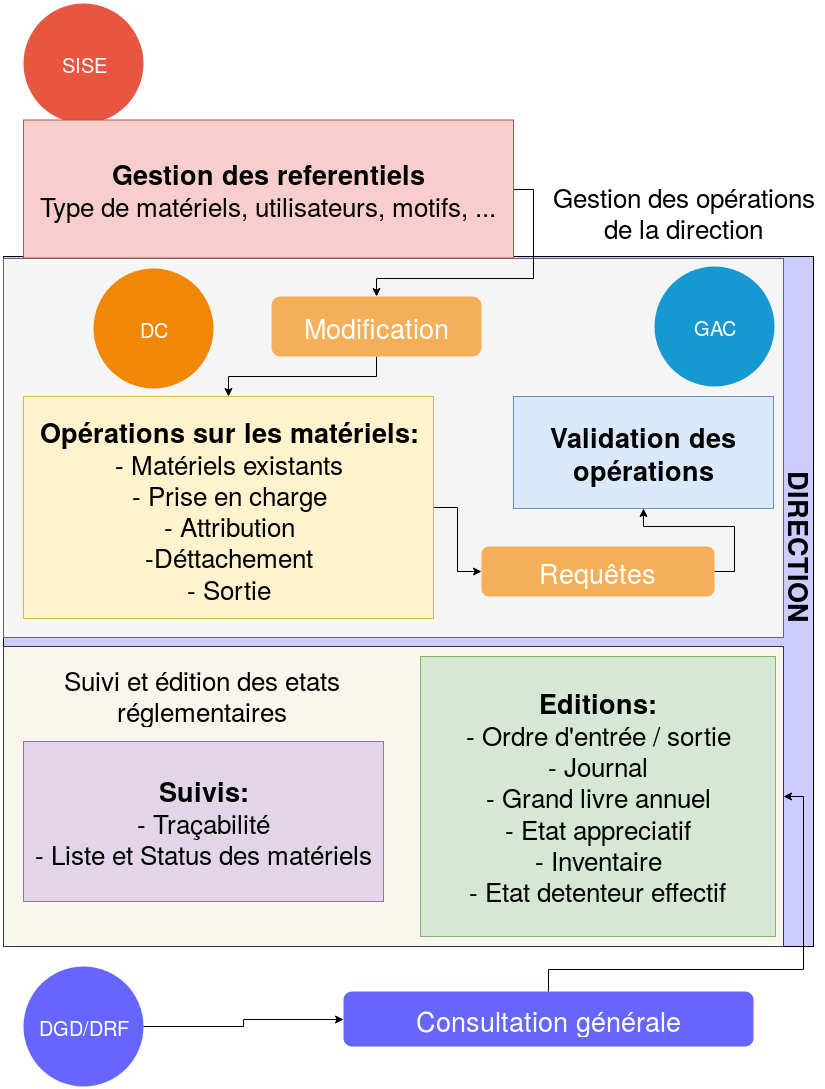 SISE
Gestion des referentiels
Type de matériels, utilisateurs, motifs, ...
Gestion des opérations
de la direction
DC
Modification
GAC
Opérations sur les matériels:
- Matériels existants
- Prise en charge
- Attribution
-Déttachement
- Sortie
Validation des
opérations
Requêtes
DIRECTION
Suivi et édition des etats
réglementaires
Suivis:
- Traçabilité
- Liste et Status des matériels
Editions:
- Ordre d'entrée / sortie
- Journal
- Grand livre annuel
- Etat appreciatif
- Inventaire
- Etat detenteur effectif
DGD/DRF
Consultation générale